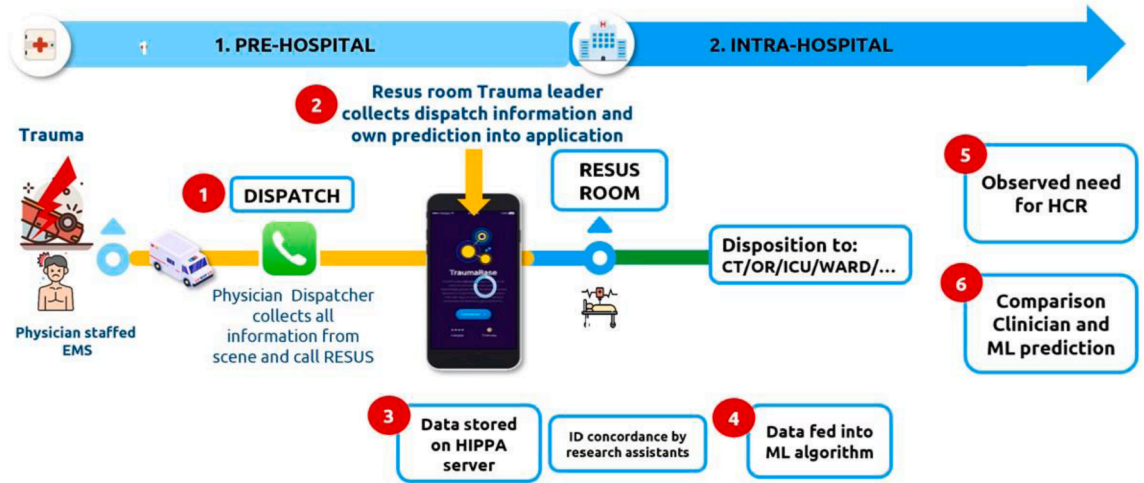 1. PRE-HOSPITAL
H
2. INTRA-HOSPITAL
2
Resus room Trauma leader
collects dispatch information and
own prediction into application
Trauma
1
DISPATCH
RESUS
ROOM
5
Observed need
for HCR
TraumaBase
Disposition to:
CT/OR/ICU/WARD/...
Physician staffed
EMS
Physician Dispatcher
collects all
information from
scene and call RESUS
6
Comparison
Clinician and
ML prediction
3
Data stored
on HIPPA
server
ID concordance by
research assistants
4
Data fed into
ML algorithm